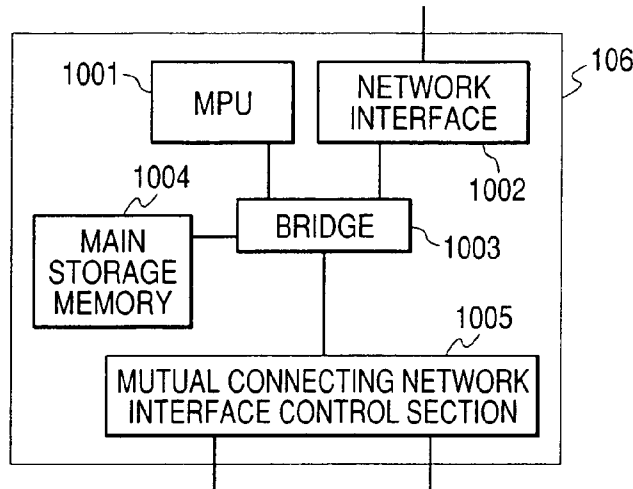 1001
MPU
NETWORK
INTERFACE
106
1002
1004
MAIN
STORAGE
MEMORY
BRIDGE
1003
1005
MUTUAL CONNECTING NETWORK
INTERFACE CONTROL SECTION